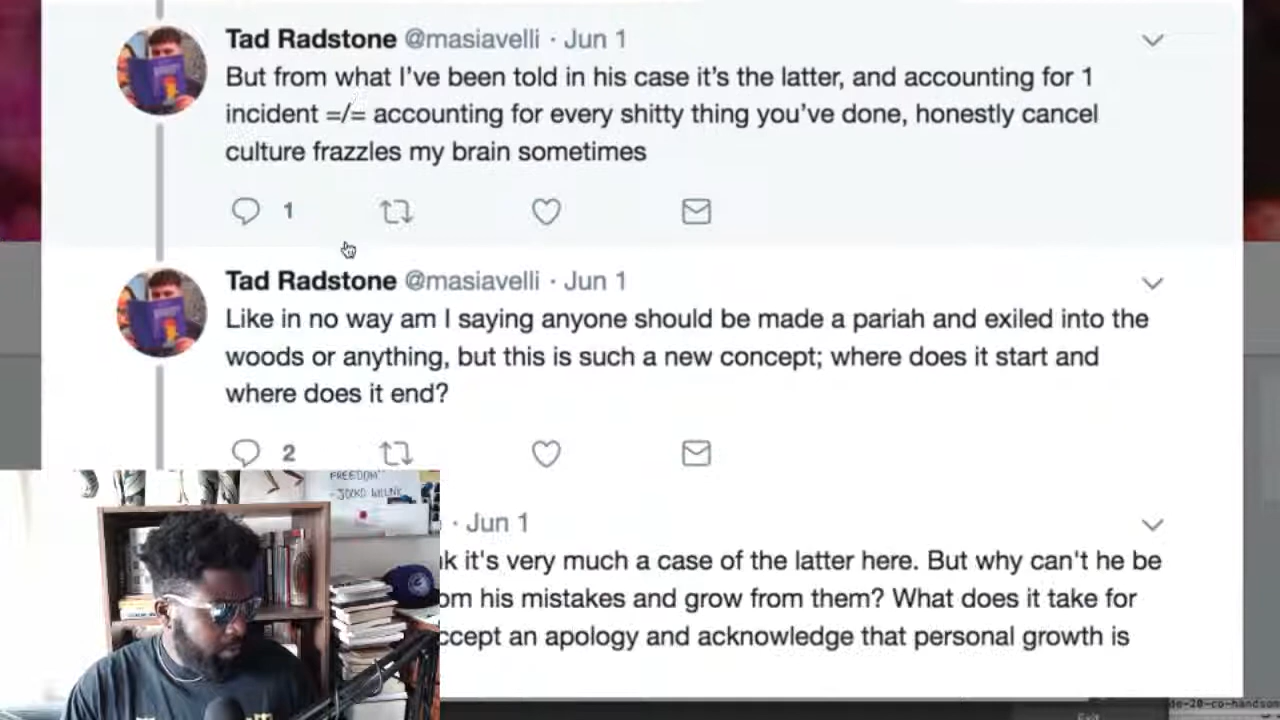 Tad Radstone @masiavelli · Jun 1
But from what I've been told in his case it's the latter, and accounting for 1
incident =/= accounting for every shitty thing you've done, honestly cancel
culture frazzles my brain sometimes
1
Tad Radstone @masiavelli · Jun 1
Like in no way am I saying anyone should be made a pariah and exiled into the
woods or anything, but this is such a new concept; where does it start and
where does it end?
2
FREEDOM"
- JOCKO WILLINK
· Jun 1
it's very much a case of the latter here. But why can't he be
his mistakes and grow from them? What does it take for
an apology and acknowledge that personal growth is